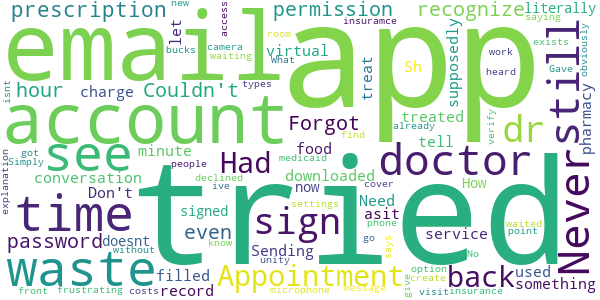 prescription
let
new
access
permission
insuramce
recognize
literally
saying
email
app
bucks
camera
waiting
room
virtual
What
treat
supposedly
Sh
work
heard
exists
Gave
obviously
still
isnt
hour
charge
Couldn't
types
account
Forgot
treated
already
verify
dr
pharmacy
explanation
Simply
got
see
minute
food
tell
find
conversation
people
Had
medicaid
downloaded
doctor
Never
tried
Don't
declined
ive
now
cover
Need
How
time
signed
even
know
sign
settings
asit
phone
go
says
service
No
waited
point
password
doesnt
without
Sending
unity
waste
filled
Appointment
back
used
something
option
create
give
front
frustrating
costs
record
microphone
message
visit
insurance